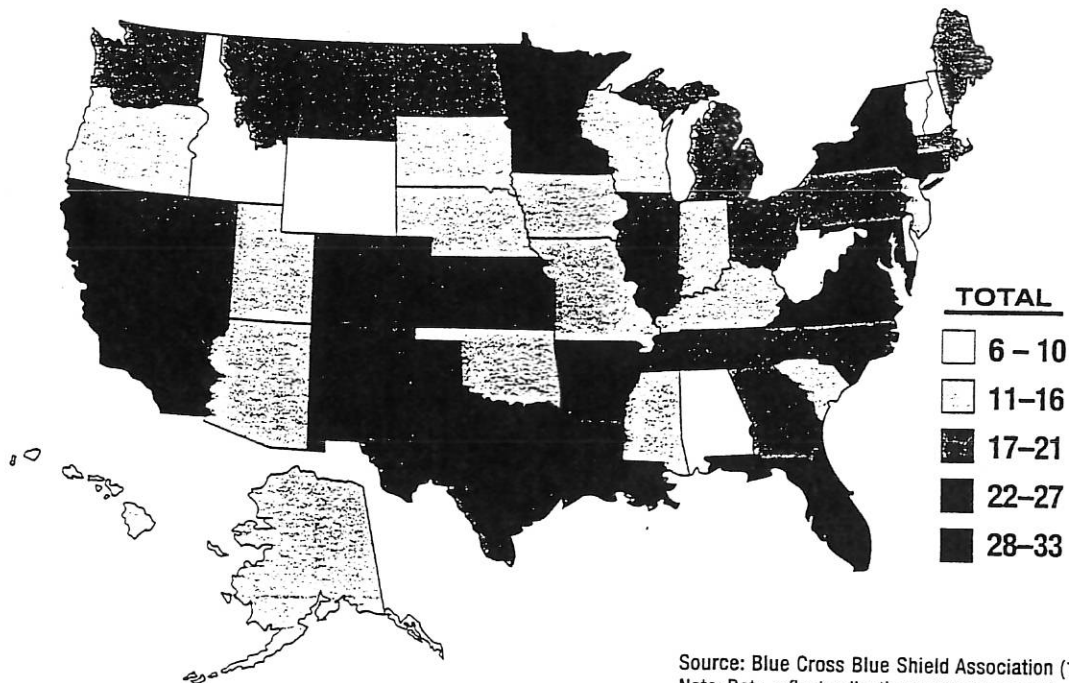 TOTAL
6 – 10
11–16
17–21
22–27
28–33
Source: Blue Cross Blue Shield Association (